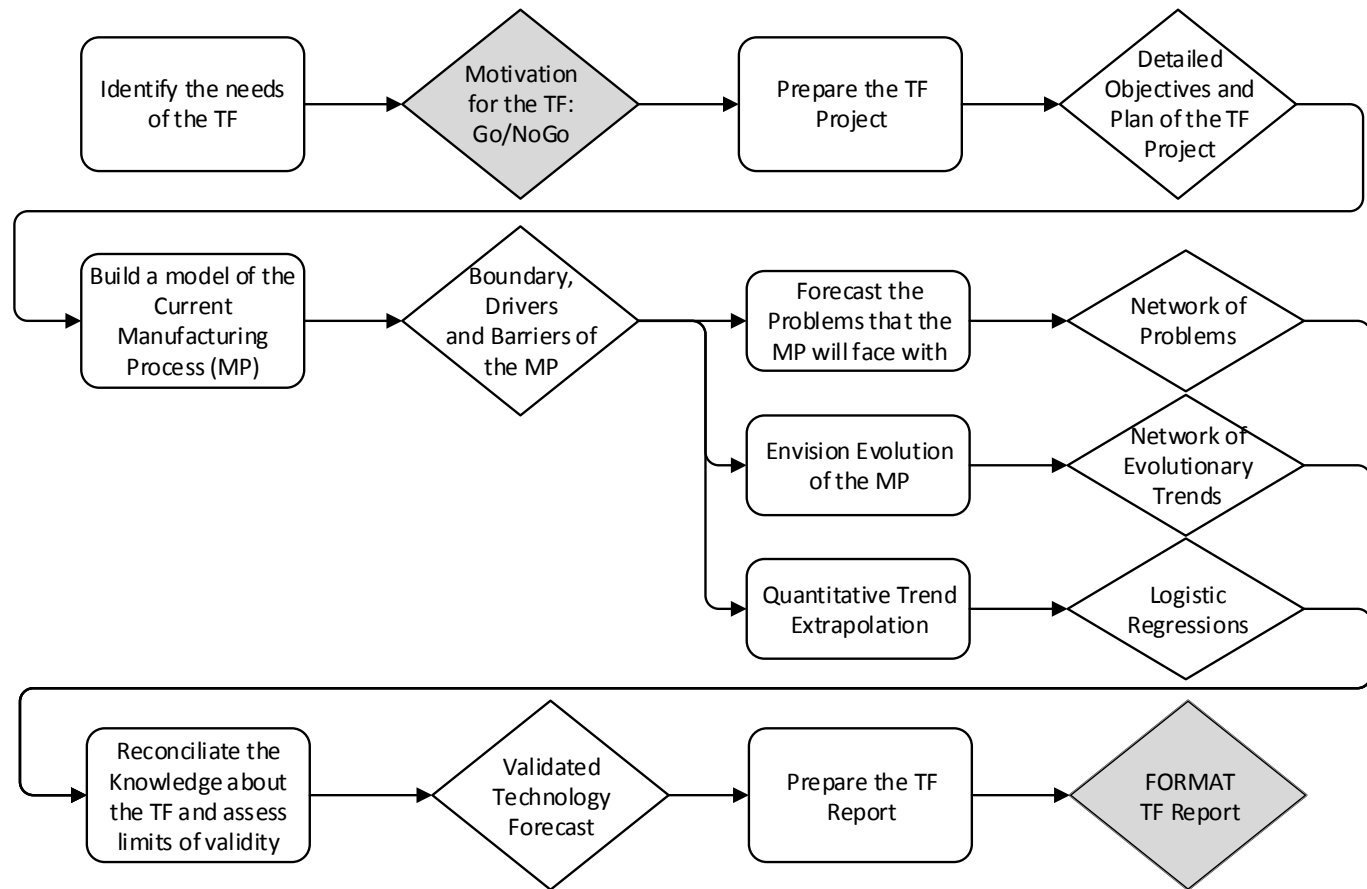 Identify the needs
of the TF
Motivation
for the TF:
Go/NoGo
Prepare the TF
Project
Detailed
Objectives and
Plan of the TF
Project
Build a model of the
Current
Manufacturing
Process (MP)
Boundary,
Drivers
and Barriers of
the MP
Forecast the
Problems that the
MP will face with
Network of
Problems
Envision Evolution
of the MP
Network of
Evolutionary
Trends
Quantitative Trend
Extrapolation
Logistic
Regressions
Reconciliate the
Knowledge about
the TF and assess
limits of validity
Validated
Technology
Forecast
Prepare the TF
Report
FORMAT
TF Report